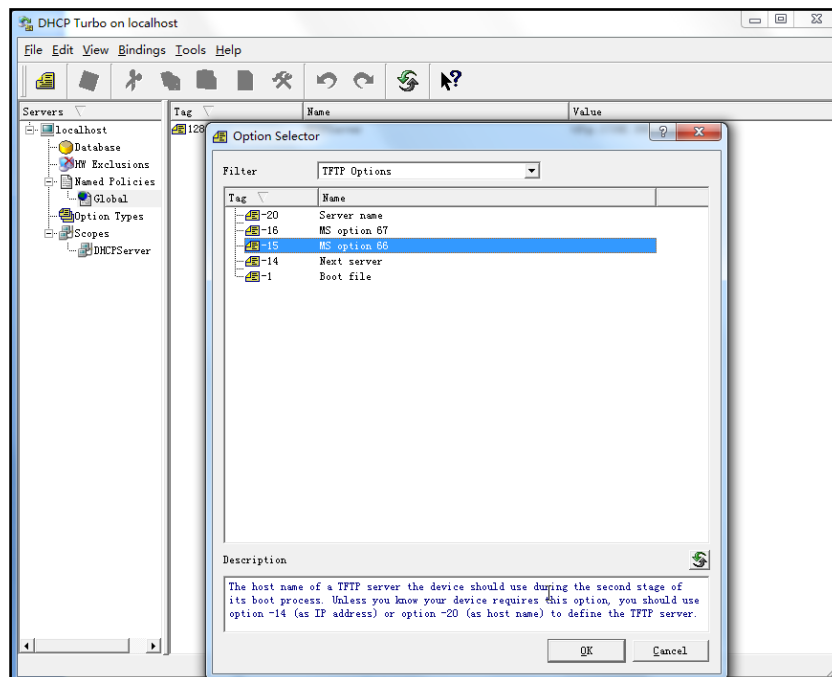 DHCP Turbo on localhost
File Edit View Bindings Tools Help
Servers
Tag Name Value
localhost
Database
HW Exclusions
Named Policies
Global
Option Types
Scopes
DHCPServer
128
Option Selector
Filter TFTP Options
Tag Name
-20 Server name
-16 MS option 67
-15 MS option 66
-14 Next server
-1 Boot file
Description
The host name of a TFTP server the device should use during the second stage of
its boot process. Unless you know your device requires this option, you should use
option -14 (as IP address) or option -20 (as host name) to define the TFTP server.
OK Cancel